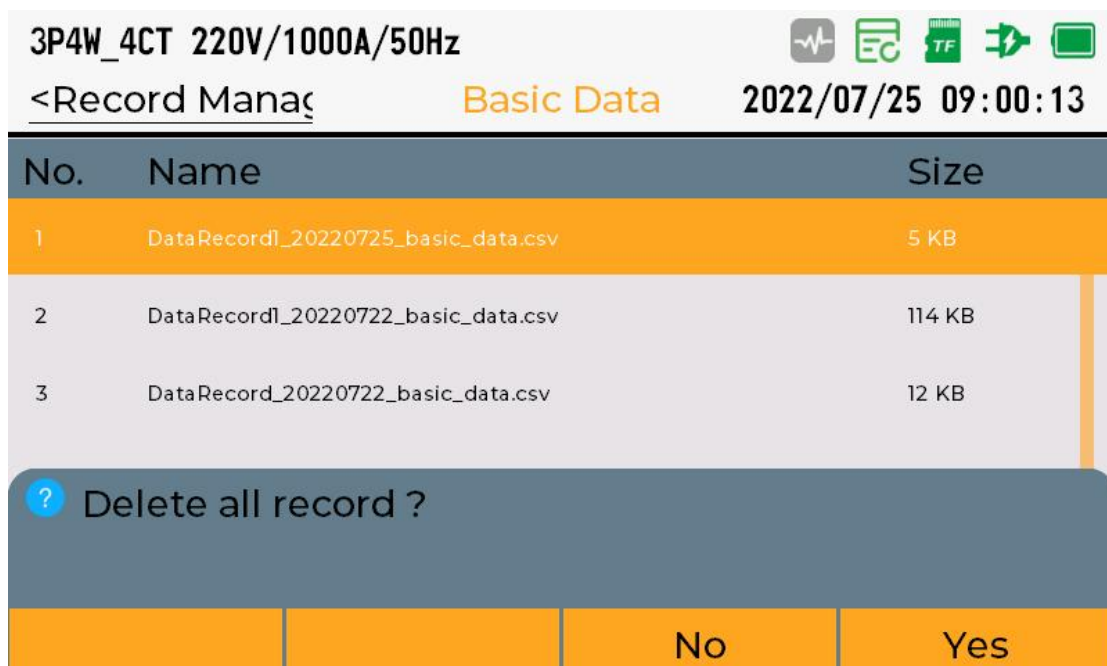 3P4W_4CT 220V/1000A/50Hz TF
<Record Manag Basic Data 2022/07/25 09:00:13
No. Name Size
1 DataRecord1_20220725_basic_data.csv 5 KB
2 DataRecord1_20220722_basic_data.csv 114 KB
3 DataRecord_20220722_basic_data.csv 12 KB
? Delete all record ?
No Yes